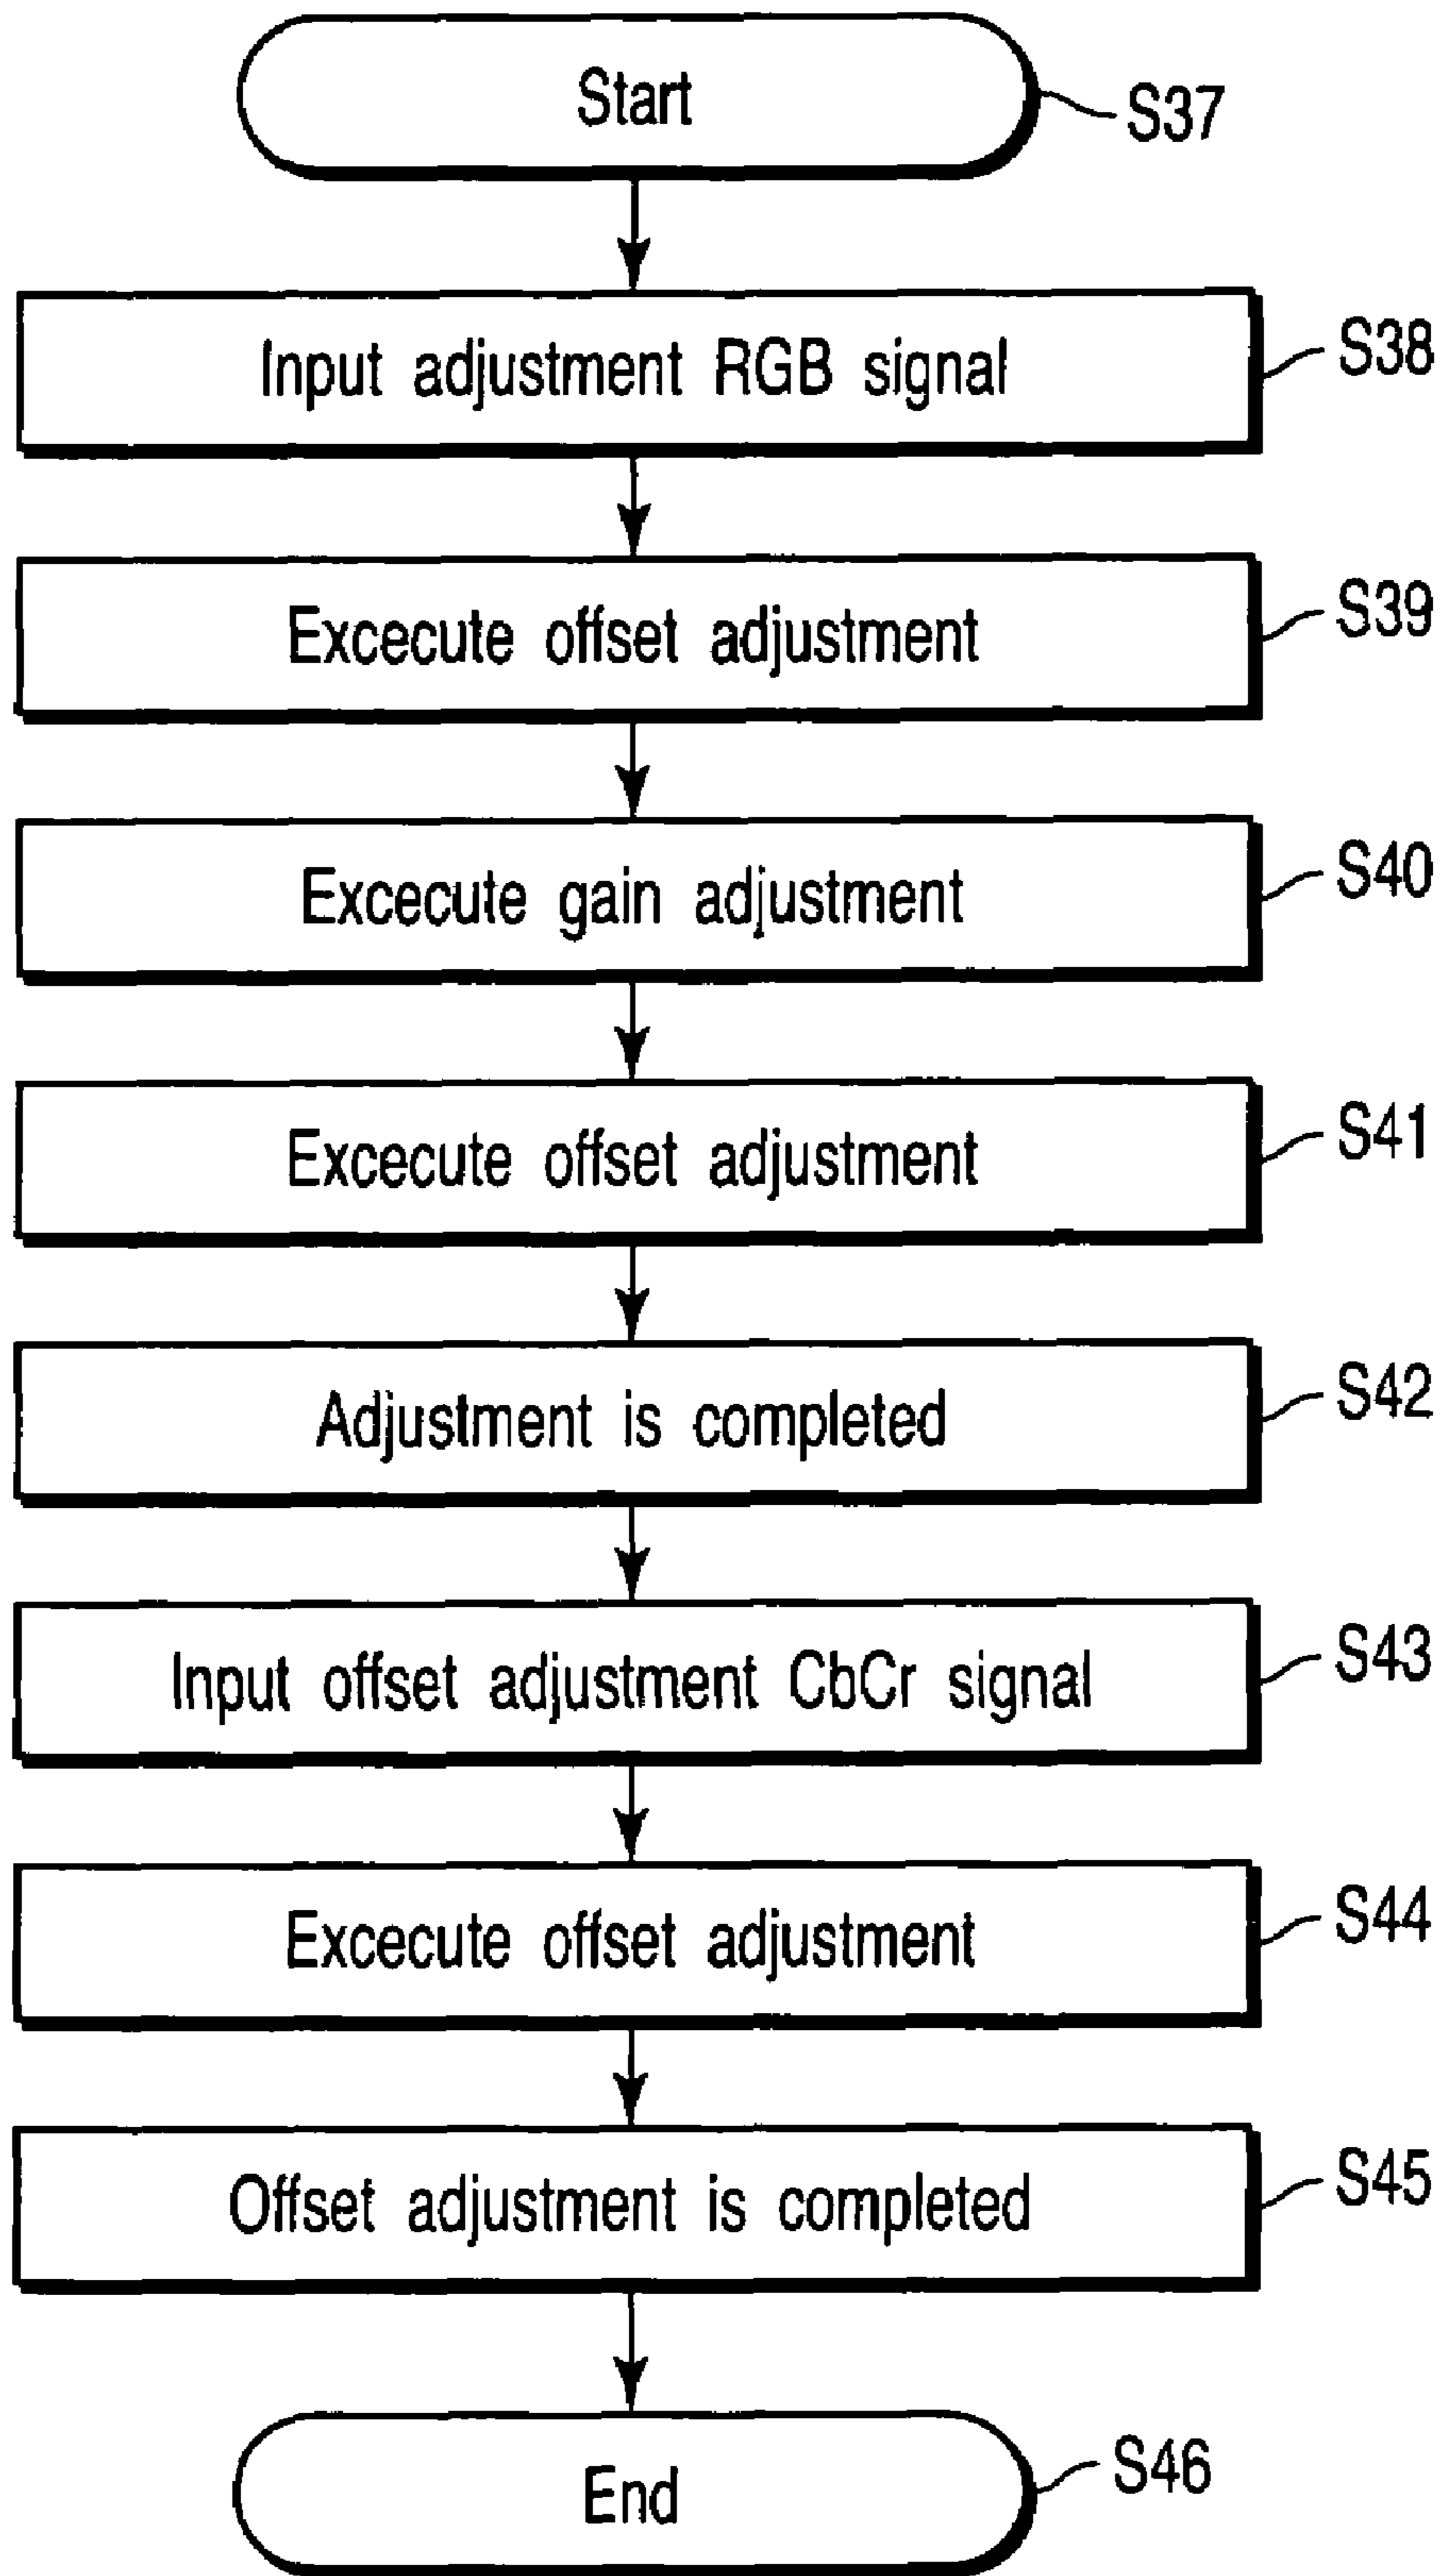 Start
S37
Input adjustment RGB signal
S38
Excecute offset adjustment
S39
Excecute gain adjustment
S40
Excecute offset adjustment
S41
Adjustment is completed
S42
Input offset adjustment CbCr signal
S43
Excecute offset adjustment
S44
Offset adjustment is completed
S45
End
S46